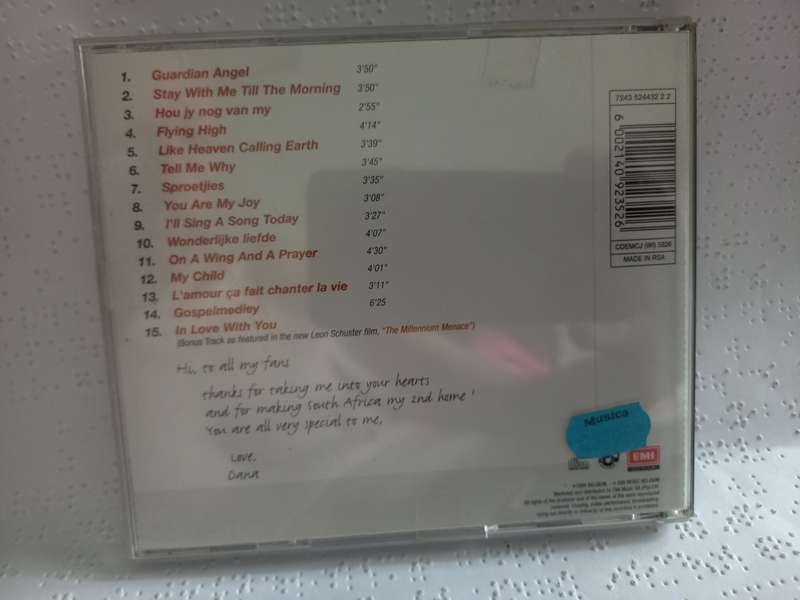 1. Guardian Angel 3'50"
2. Stay With Me Till The Morning 3'50"
3. Hou jy nog van my 2'55"
4. Flying High 4'14"
5. Like Heaven Calling Earth 3'39"
6. Tell Me Why 3'45"
7. Sproetjies 3'35"
8. You Are My Joy 3'08"
9. I'll Sing A Song Today 3'27"
10. Wonderlijke liefde 4'07"
11. On A Wing And A Prayer 4'30"
12. My Child 4'01"
13. L'amour ça fait chanter la vie 3'11"
14. Gospelmedley 6'25
15. In Love With You
(Bonus Track as featured in the new Leon Schuster film, "The Millennium Menace")
Hi, to all my fans
thanks for taking me into your hearts
and for making South Africa my 2nd home!
You are all very special to me,
Love,
Dana
7243 524432 2 2
6 002140 923526
CDEMCJ (WI) 5826
MADE IN RSA
Musica
EMI